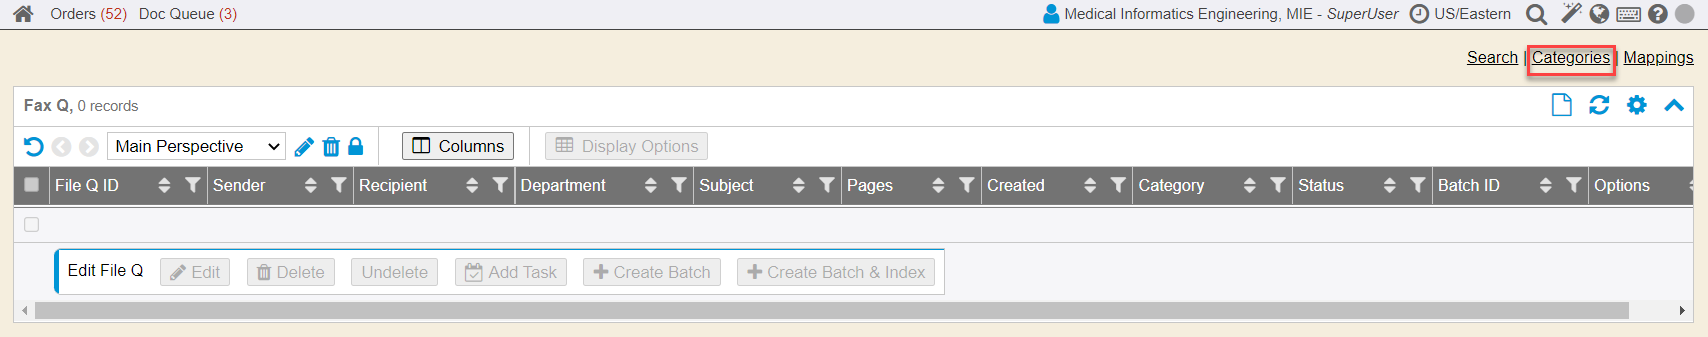 Orders (52) Doc Queue (3) Medical Informatics Engineering, MIE - SuperUser US/Eastern
Search | Categories | Mappings
Fax Q, 0 records
Main Perspective Columns Display Options
File Q ID Sender Recipient Department Subject Pages Created Category Status Batch ID Options
Edit File Q Edit Delete Undelete Add Task Create Batch Create Batch & Index